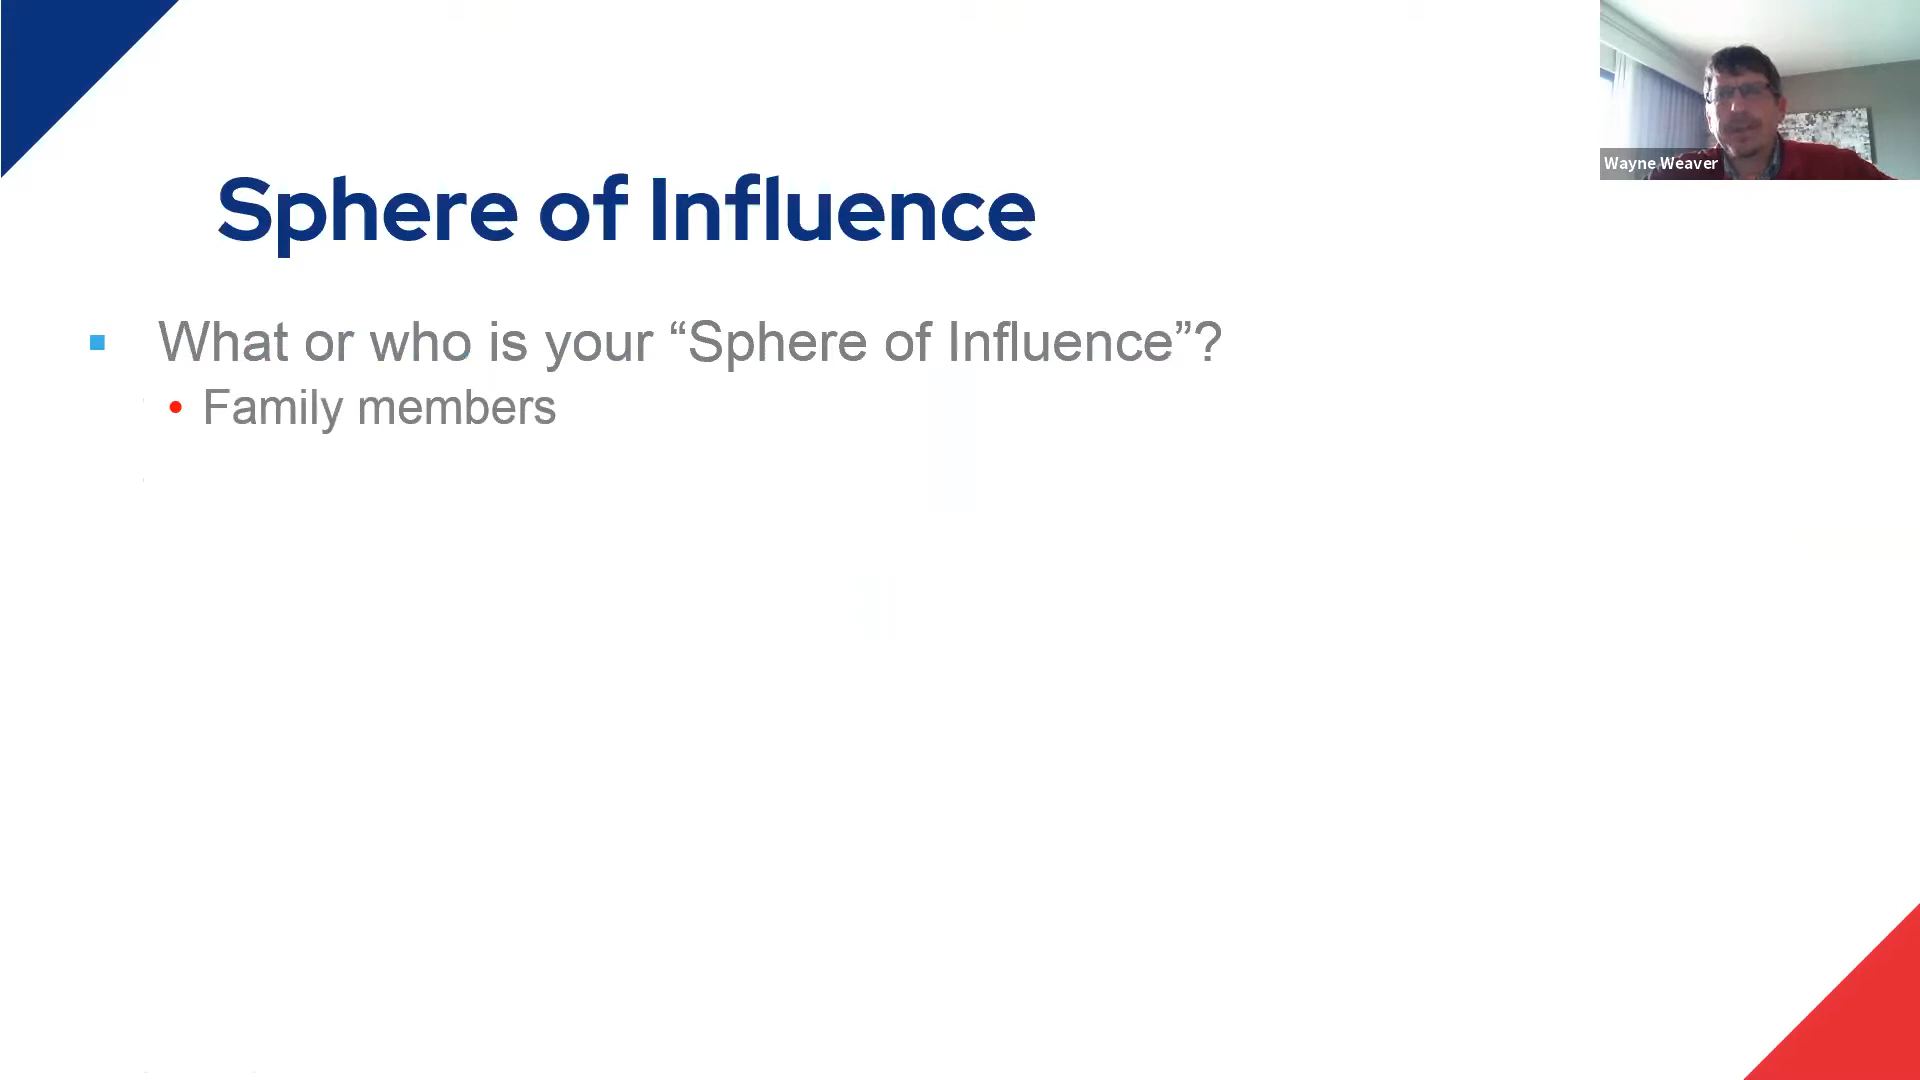 Wayne Weaver
Sphere of Influence
What or who is your “Sphere of Influence”?
Family members